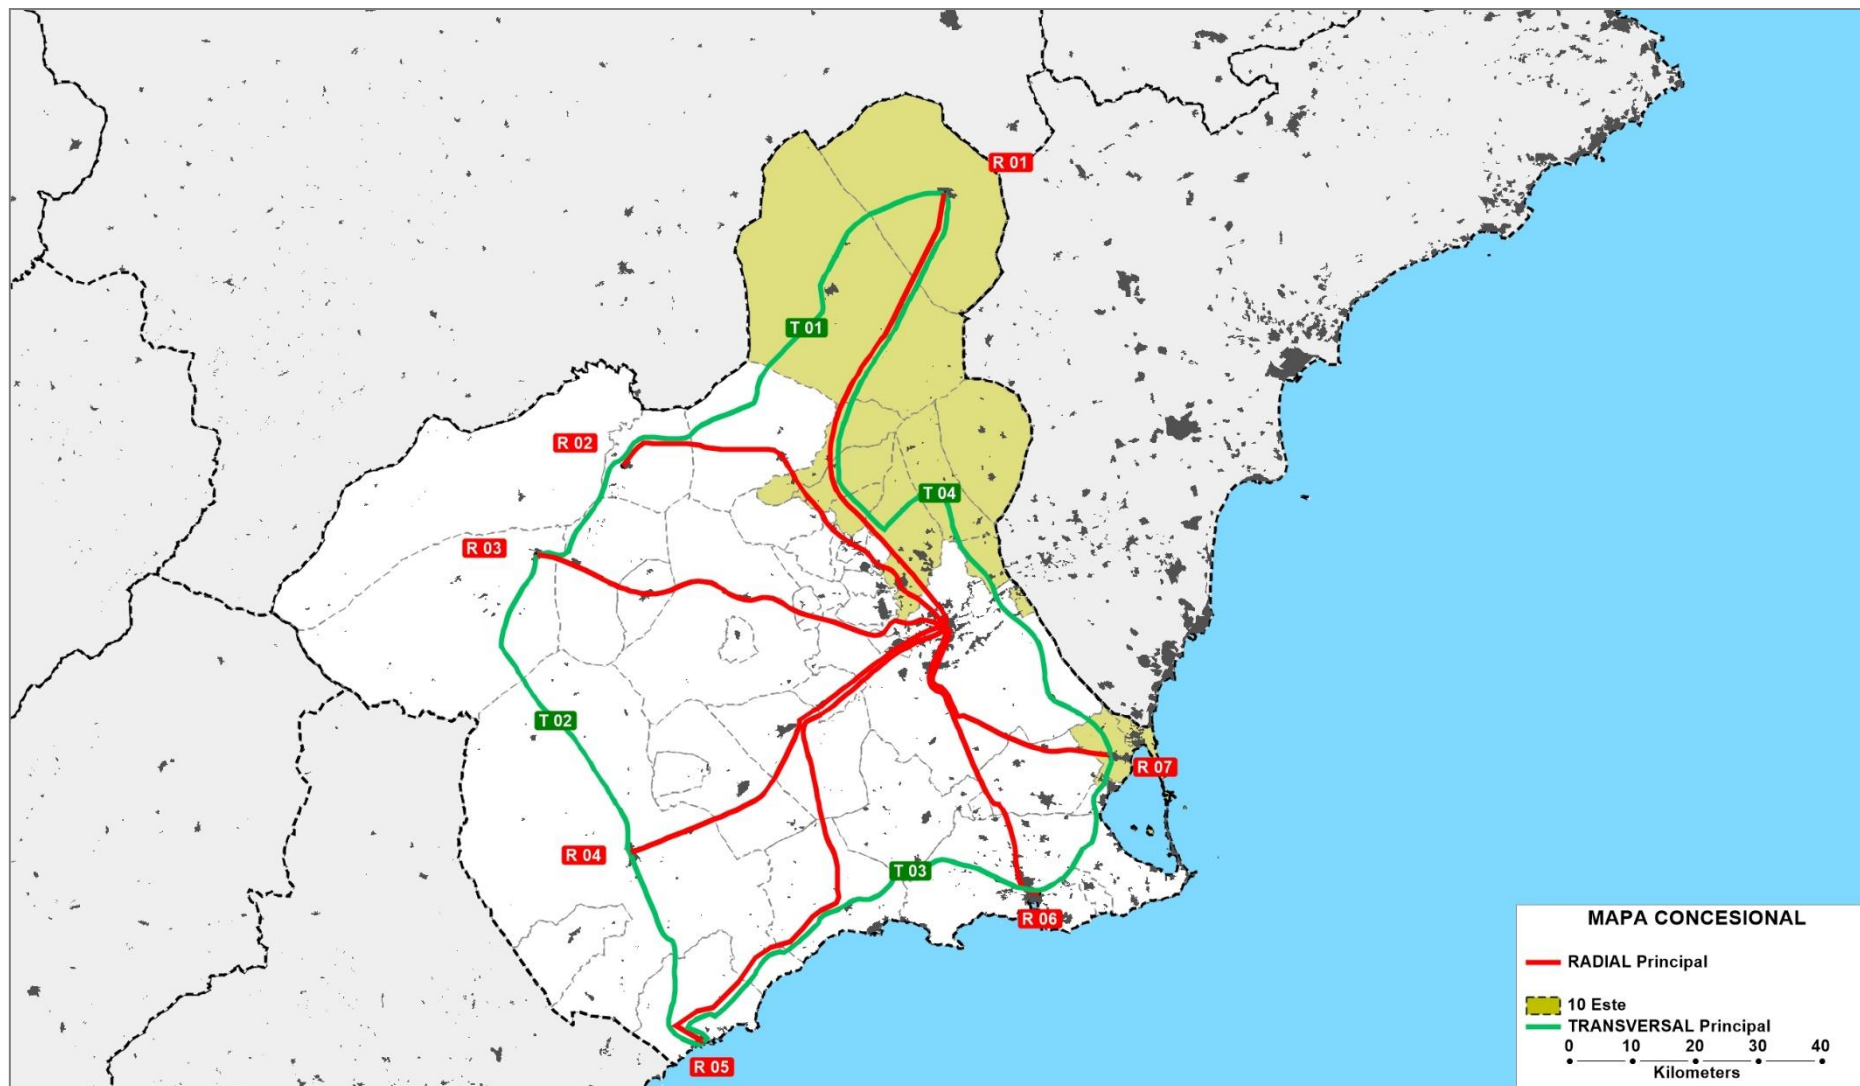 R 01
T 01
R 02
T 04
R 03
T 02
R 07
R 04
T 03
R 06
R 05
MAPA CONCESIONAL
RADIAL Principal
10 Este
TRANSVERSAL Principal
0 10 20 30 40
Kilometers